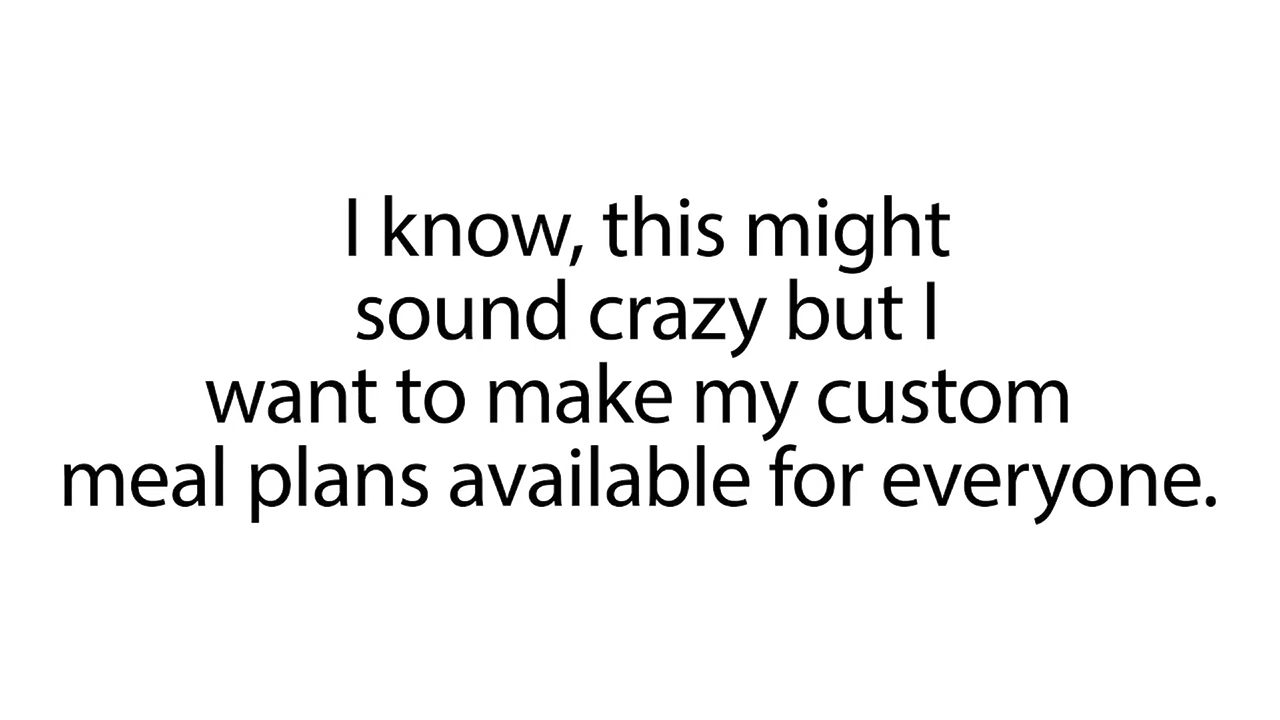 I know, this might
sound crazy but I
want to make my custom
meal plans available for everyone.